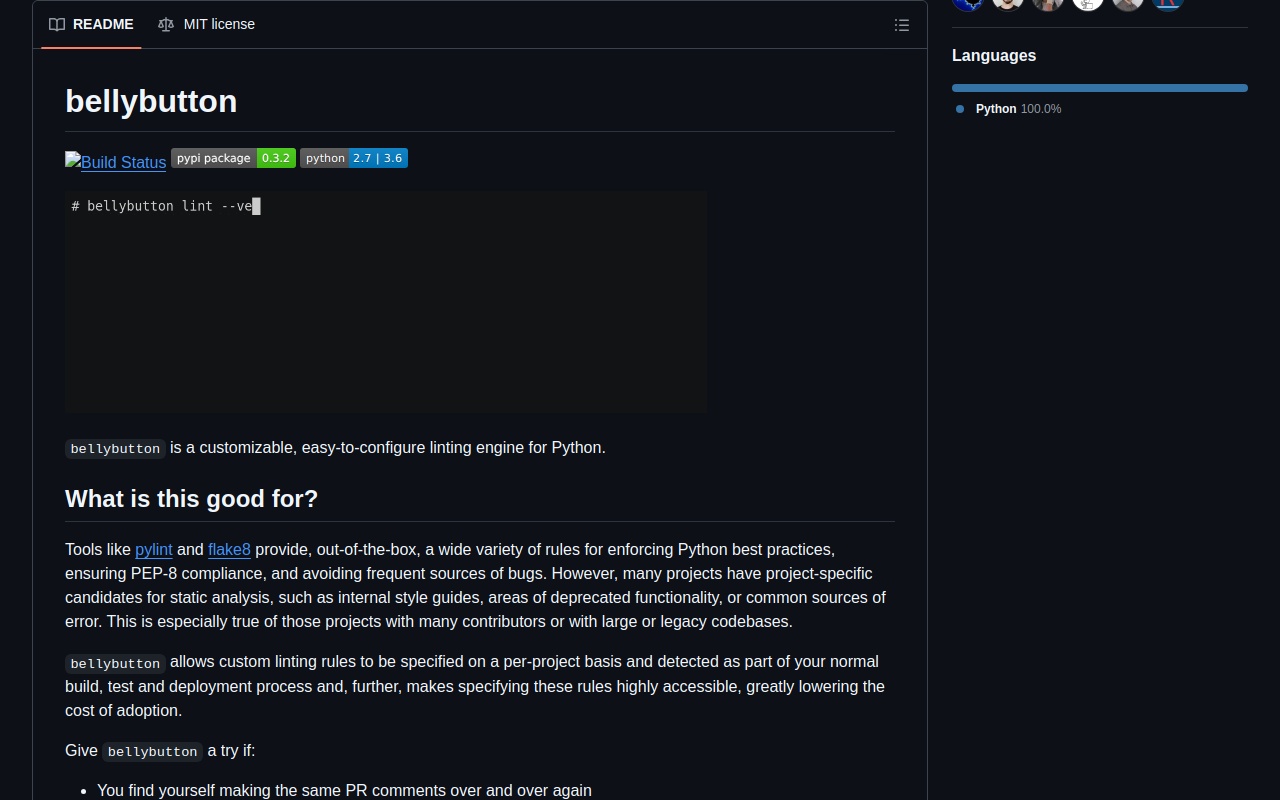 README
MIT license
Languages
Python 100.0%
bellybutton
Build Status pypi package 0.3.2 python 2.7 | 3.6
# bellybutton lint --ve
bellybutton is a customizable, easy-to-configure linting engine for Python.
What is this good for?
Tools like pylint and flake8 provide, out-of-the-box, a wide variety of rules for enforcing Python best practices,
ensuring PEP-8 compliance, and avoiding frequent sources of bugs. However, many projects have project-specific
candidates for static analysis, such as internal style guides, areas of deprecated functionality, or common sources of
error. This is especially true of those projects with many contributors or with large or legacy codebases.
bellybutton allows custom linting rules to be specified on a per-project basis and detected as part of your normal
build, test and deployment process and, further, makes specifying these rules highly accessible, greatly lowering the
cost of adoption.
Give bellybutton a try if:
• You find yourself making the same PR comments over and over again